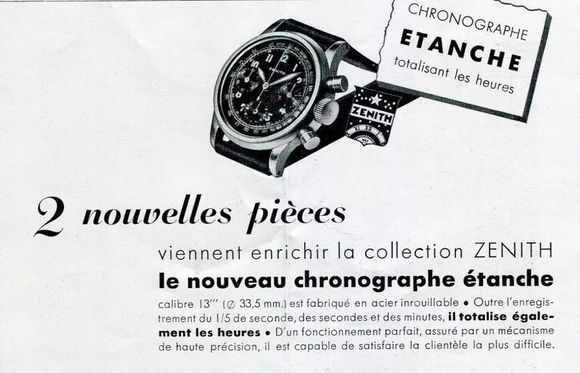 CHRONOGRAPHE
ETANCHE
totalisant les heures
ZENITH
2 nouvelles pièces
viennent enrichir la collection ZENITH
le nouveau chronographe étanche
calibre 13''' (∅ 33,5 mm.) est fabriqué en acier inrouillable • Outre l'enregis-
trement du 1/5 de seconde, des secondes et des minutes, il totalise égale-
ment les heures • D'un fonctionnement parfait, assuré par un mécanisme
de haute précision, il est capable de satisfaire la clientèle la plus difficile.